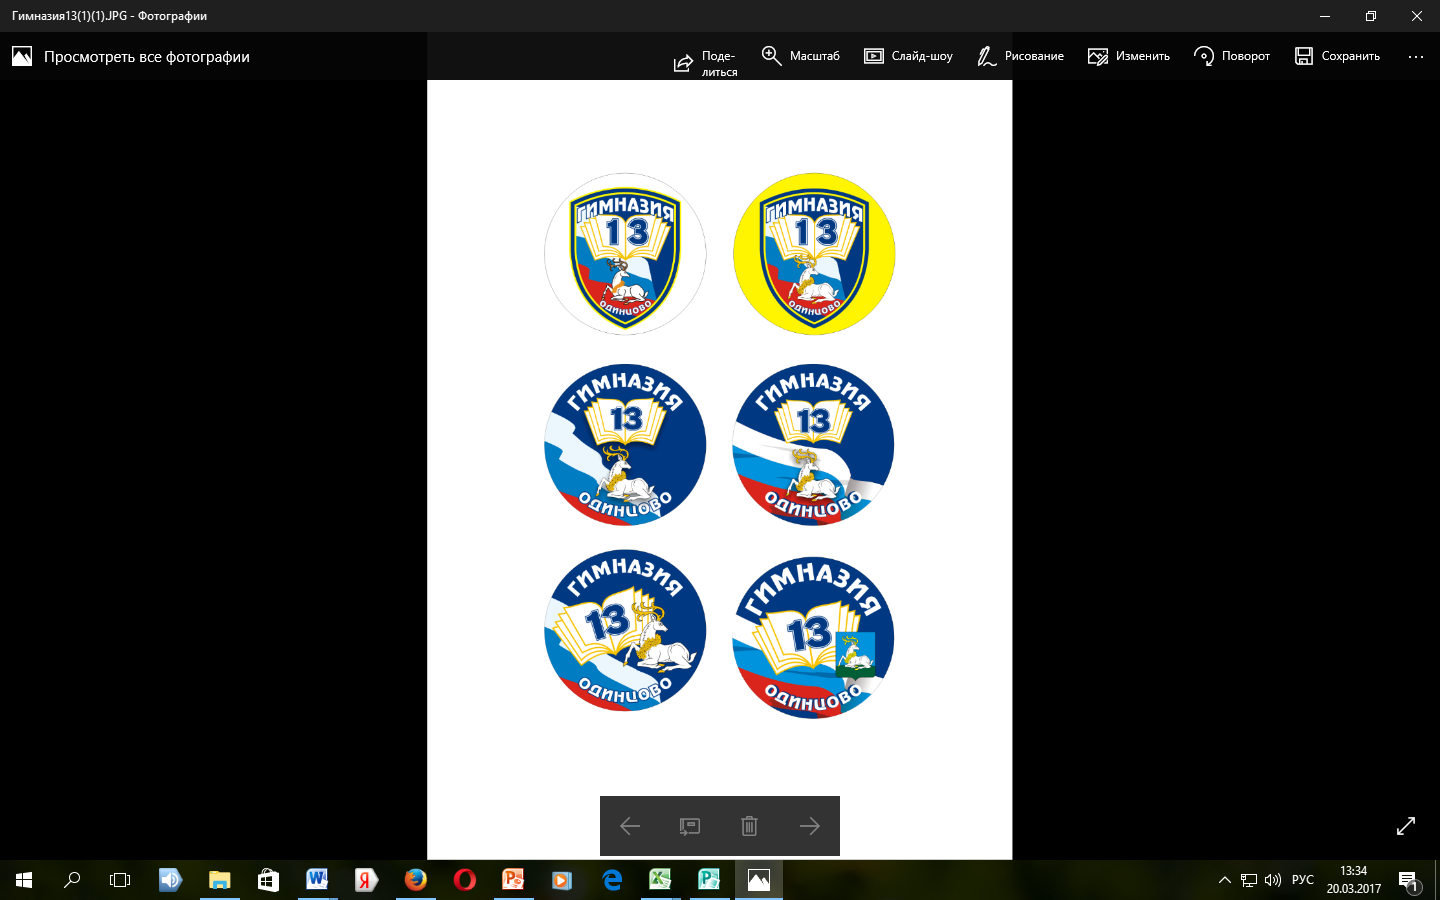 Гимназия13(1)(1).JPG - Фотографии
Просмотреть все фотографии
Поде-
литься
Масштаб
Слайд-шоу
Рисование
Изменить
Поворот
Сохранить
ГИМНАЗИЯ
13
ОДИНЦОВО
ГИМНАЗИЯ
13
ОДИНЦОВО
ГИМНАЗИЯ
13
ОДИНЦОВО
ГИМНАЗИЯ
13
ОДИНЦОВО
ГИМНАЗИЯ
13
ОДИНЦОВО
ГИМНАЗИЯ
13
ОДИНЦОВО
РУС
13:34
20.03.2017
1